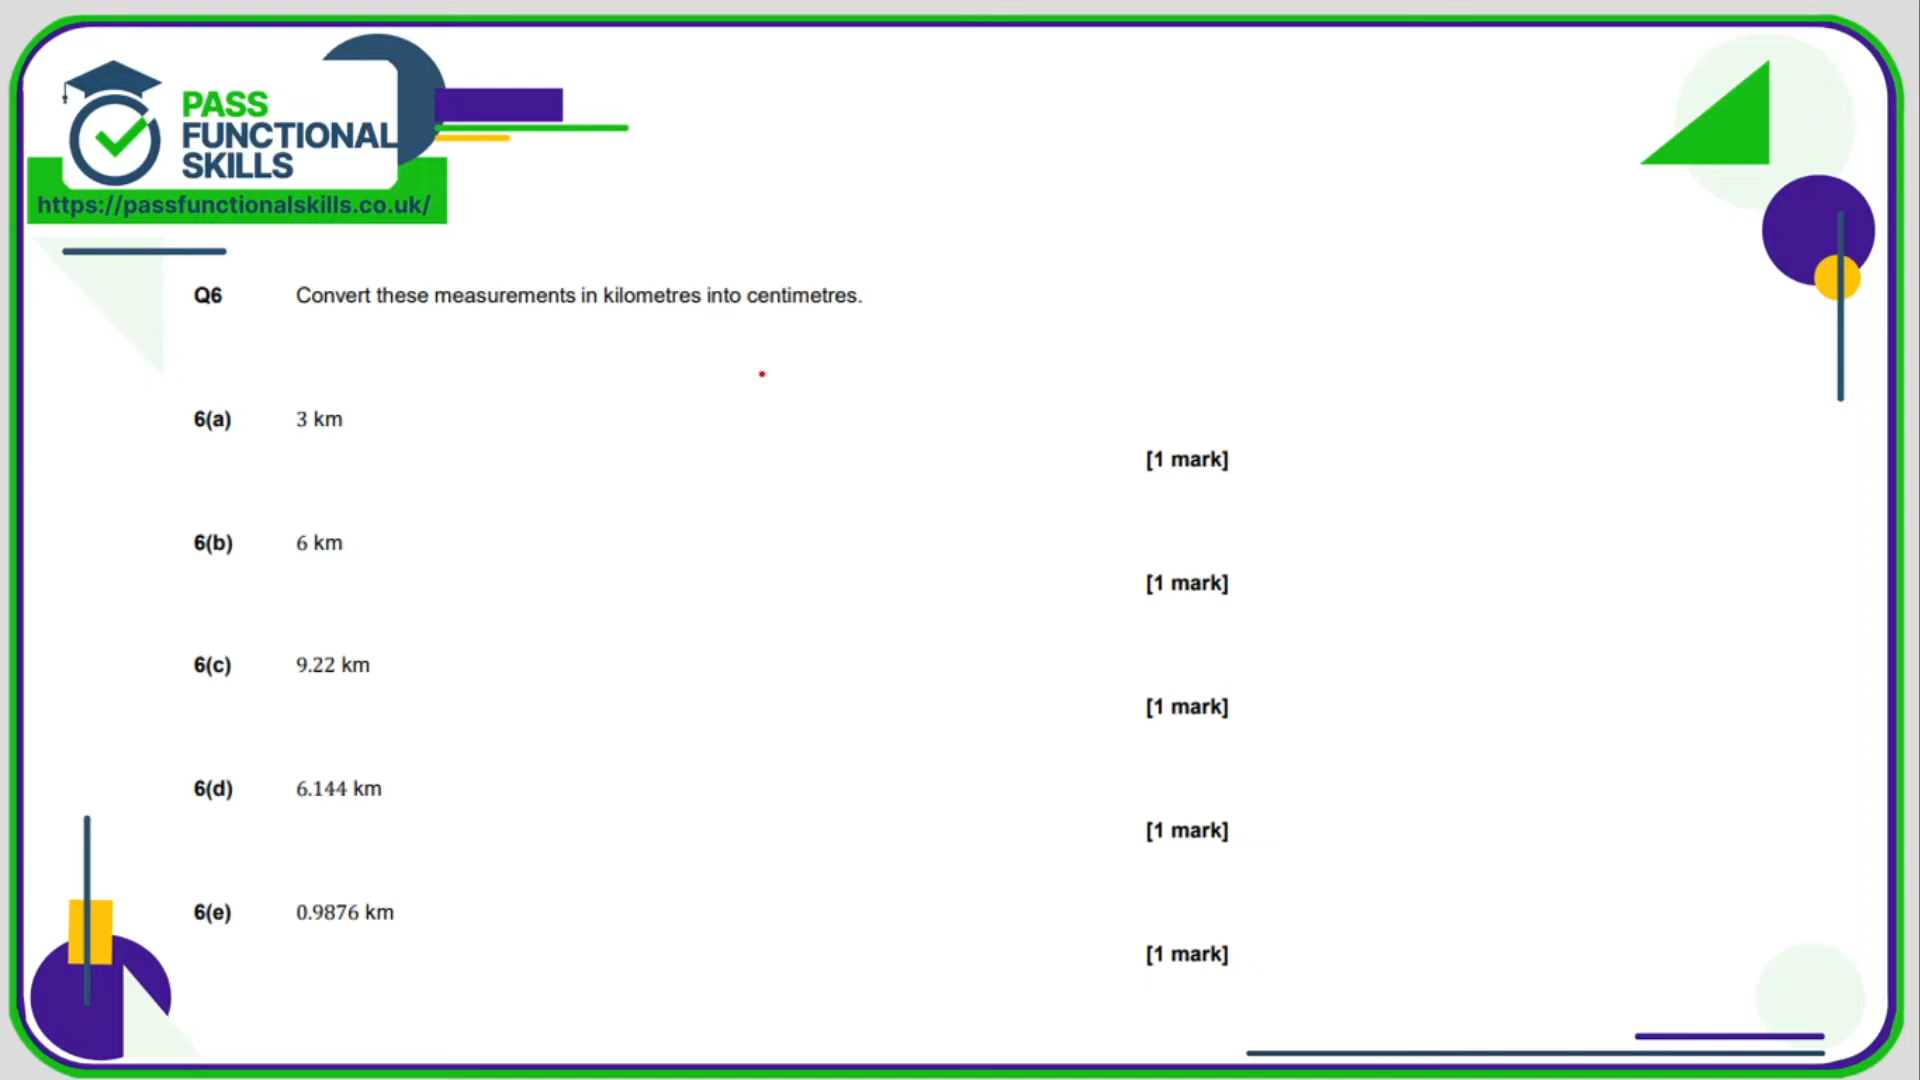 PASS
FUNCTIONAL
SKILLS
https://passfunctionalskills.co.uk/
Q6 Convert these measurements in kilometres into centimetres.
6(a) 3 km
[1 mark]
6(b) 6 km
[1 mark]
6(c) 9.22 km
[1 mark]
6(d) 6.144 km
[1 mark]
6(e) 0.9876 km
[1 mark]